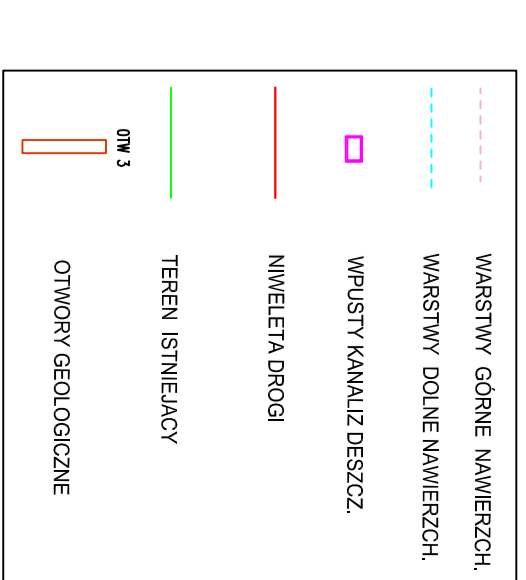 WARSTWY GÓRNE NAWIERZCH.
WARSTWY DOLNE NAWIERZCH.
WPUSTY KANALIZ DESZCZ.
NIWELETA DROGI
TEREN ISTNIEJACY
OTW 3
OTWORY GEOLOGICZNE